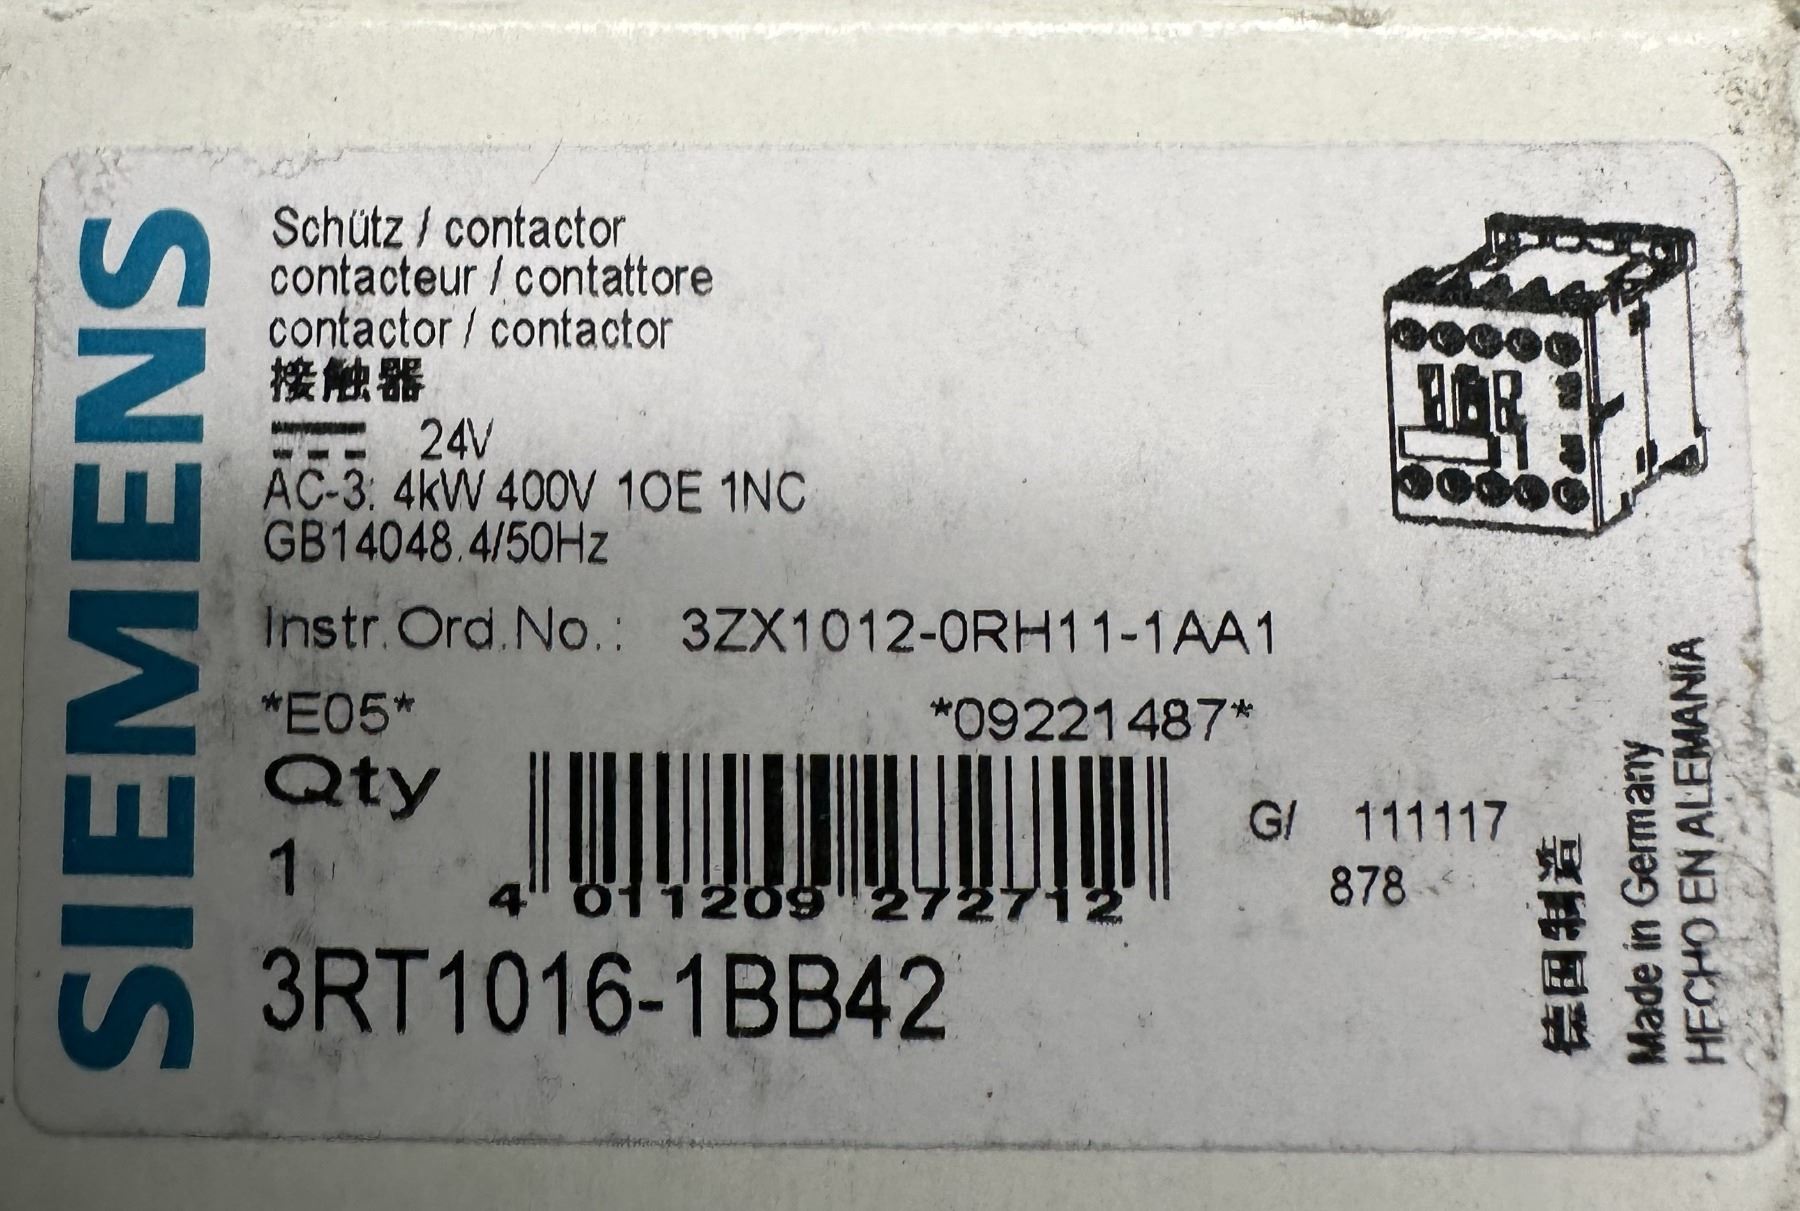 SIEMENS
Schütz / contactor
contacteur / contattore
contactor / contactor
接触器
24V
AC-3: 4kW 400V 1OE 1NC
GB14048.4/50Hz
Instr.Ord.No.: 3ZX1012-0RH11-1AA1
*E05* *09221487*
Qty
1
4 011209 272712
G/ 111117
878
3RT1016-1BB42
德国制造
Made in Germany
HECHO EN ALEMANIA